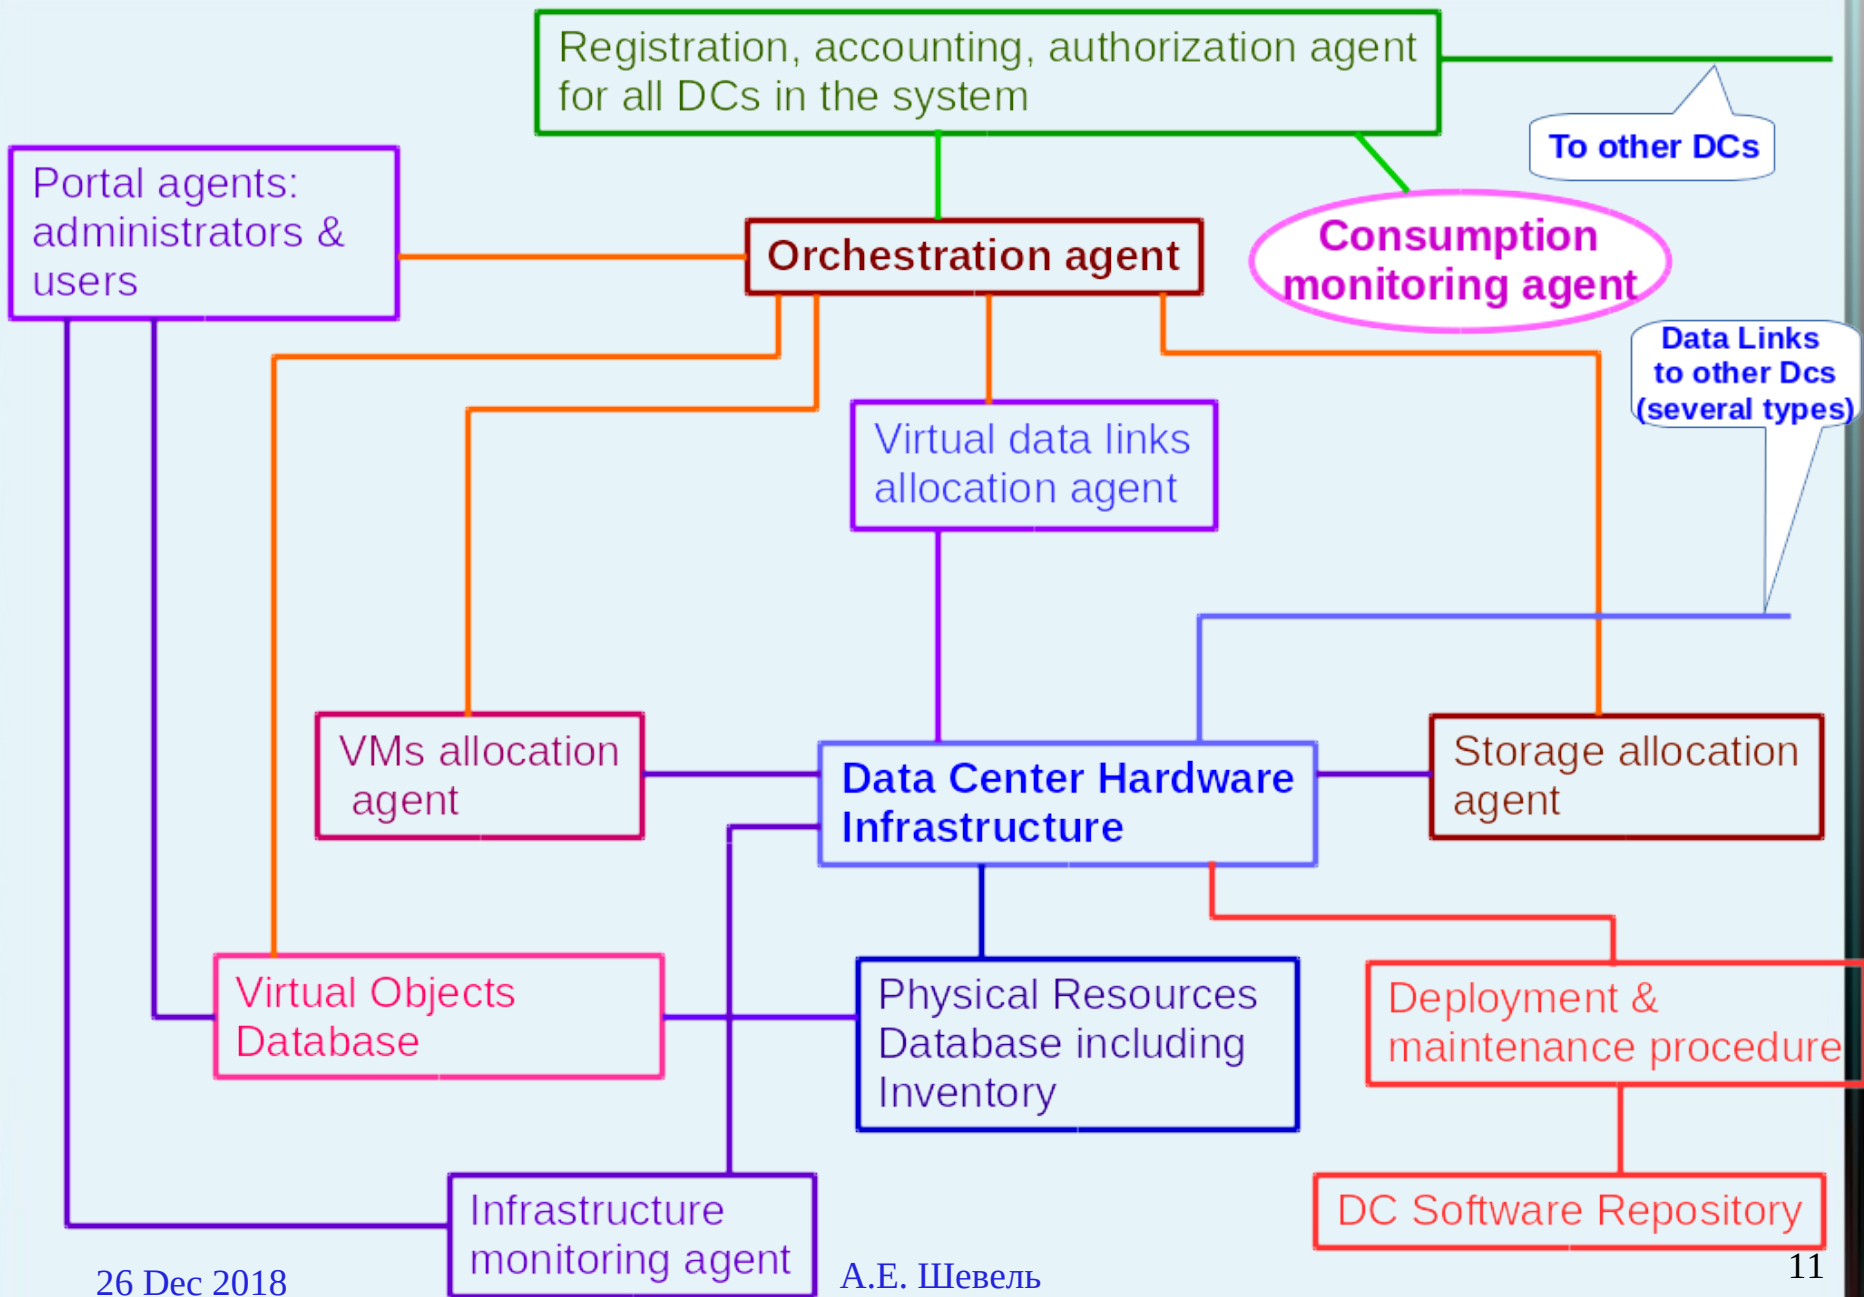 Registration, accounting, authorization agent
for all DCs in the system
To other DCs
Portal agents:
administrators &
users
Orchestration agent
Consumption
monitoring agent
Data Links
to other Dcs
(several types)
Virtual data links
allocation agent
VMs allocation
agent
Data Center Hardware
Infrastructure
Storage allocation
agent
Virtual Objects
Database
Physical Resources
Database including
Inventory
Deployment &
maintenance procedure
Infrastructure
monitoring agent
DC Software Repository
26 Dec 2018
А.Е. Шевель
11